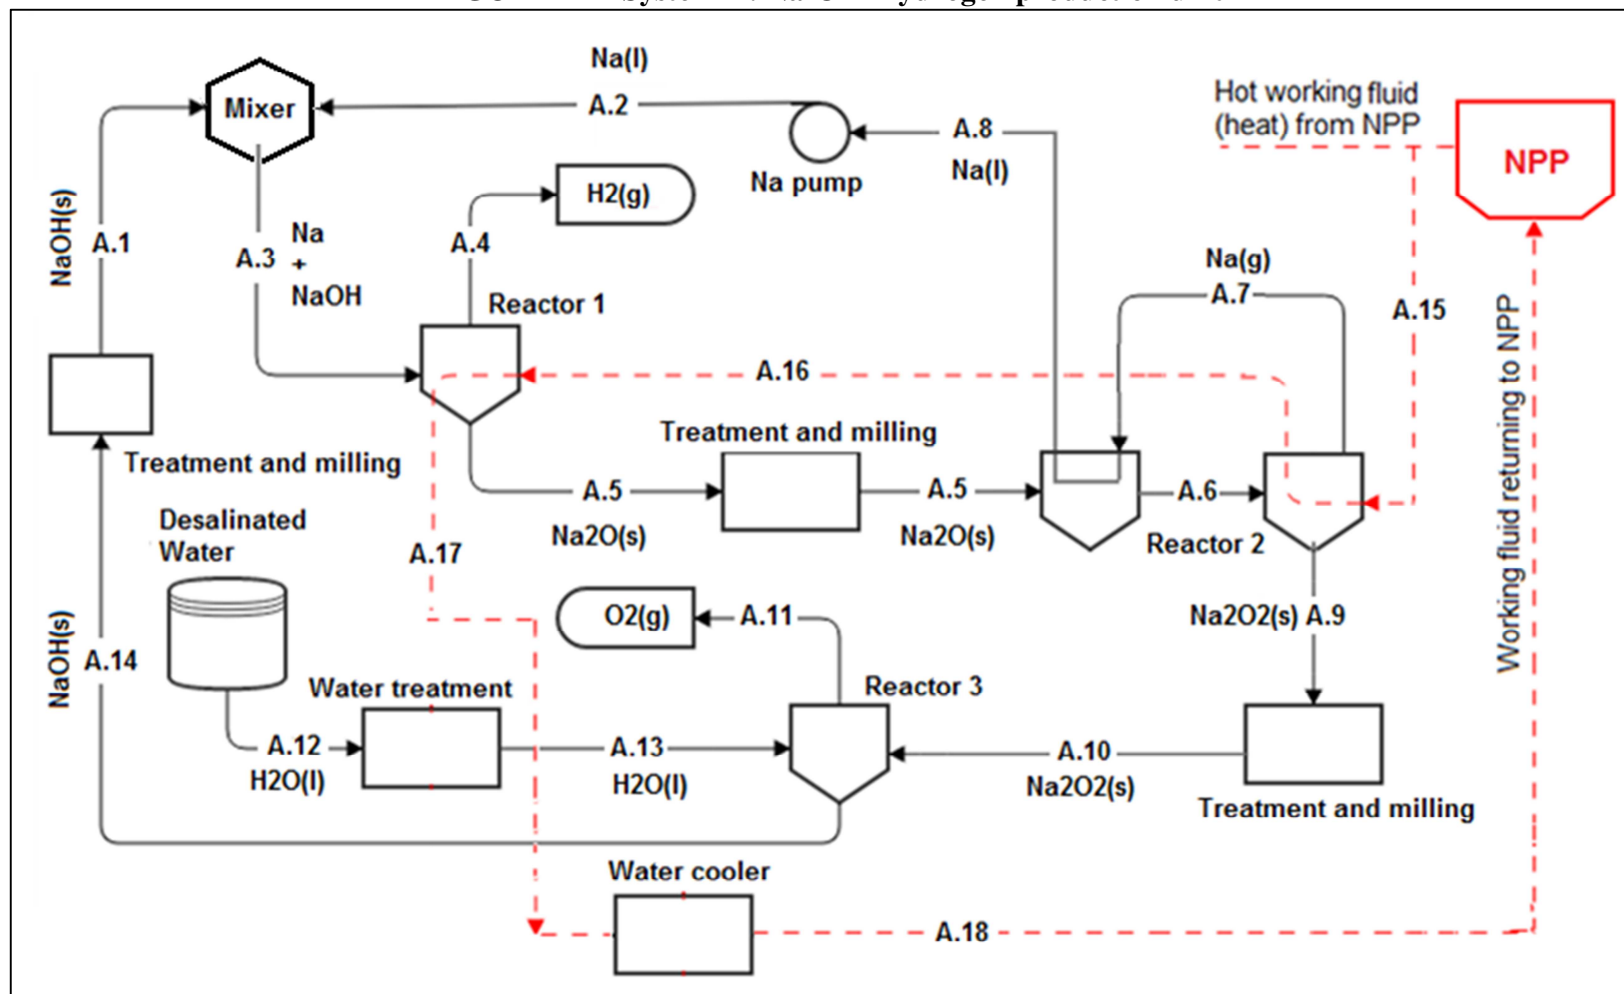 Na(l)
Mixer
A.2
A.8
Na(l)
Na pump
Hot working fluid
(heat) from NPP
NPP
NaOH(s)
A.1
A.3
Na
+
NaOH
H2(g)
A.4
Reactor 1
Na(g)
A.7
A.15
A.16
Working fluid returning to NPP
Treatment and milling
Treatment and milling
A.5
Na2O(s)
A.5
Na2O(s)
A.6
Reactor 2
Desalinated
Water
A.17
O2(g)
A.11
Na2O2(s) A.9
NaOH(s)
A.14
Water treatment
Reactor 3
A.12
H2O(l)
A.13
H2O(l)
A.10
Na2O2(s)
Treatment and milling
Water cooler
A.18